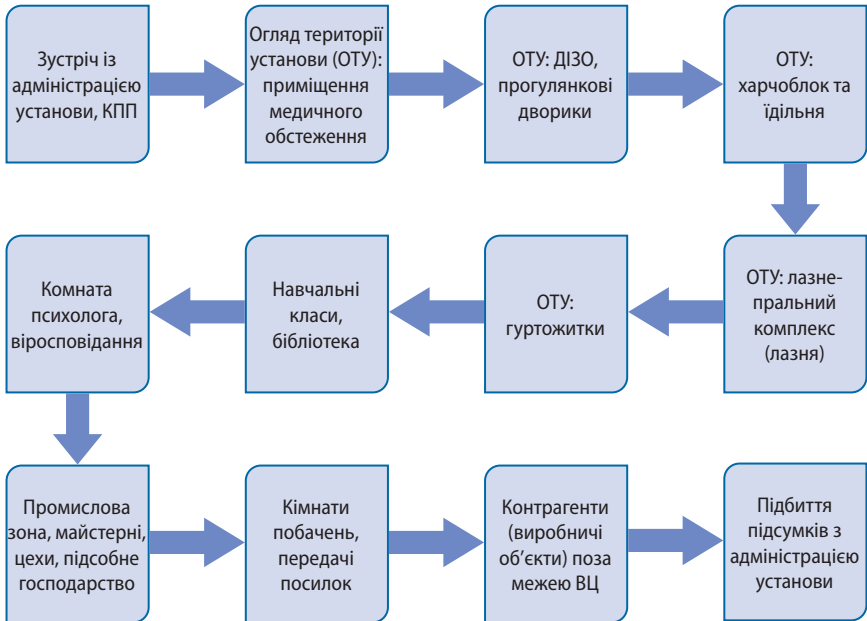 Зустріч із
адміністрацією
установи, КПП
Огляд території
установи (ОТУ):
приміщення
медичного
обстеження
ОТУ: ДІЗО,
прогулянкові
дворики
ОТУ:
харчоблок та
їдільня
ОТУ: лазне-
пральний
комплекс
(лазня)
ОТУ:
гуртожитки
Навчальні
класи,
бібліотека
Комната
психолога,
віросповідання
Промислова
зона, майстерні,
цехи, підсобне
господарство
Кімнати
побачень,
передачі
посилок
Контрагенти
(виробничі
об’єкти) поза
межею ВЦ
Підбиття
підсумків з
адміністрацією
установи